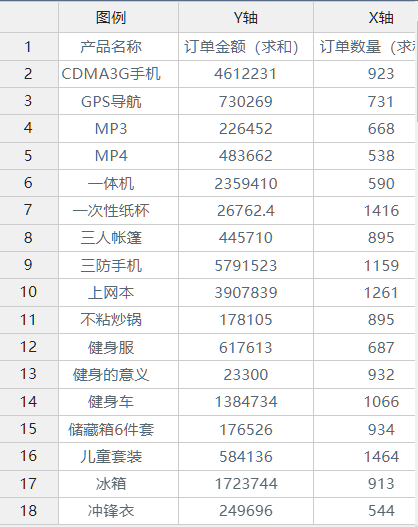 图例 Y轴 X轴
1 产品名称 订单金额（求和） 订单数量（求
2 CDMA3G手机 4612231 923
3 GPS导航 730269 731
4 MP3 226452 668
5 MP4 483662 538
6 一体机 2359410 590
7 一次性纸杯 26762.4 1416
8 三人帐篷 445710 895
9 三防手机 5791523 1159
10 上网本 3907839 1261
11 不粘炒锅 178105 895
12 健身服 617613 687
13 健身的意义 23300 932
14 健身车 1384734 1066
15 储藏箱6件套 176526 934
16 儿童套装 584136 1464
17 冰箱 1723744 913
18 冲锋衣 249696 544